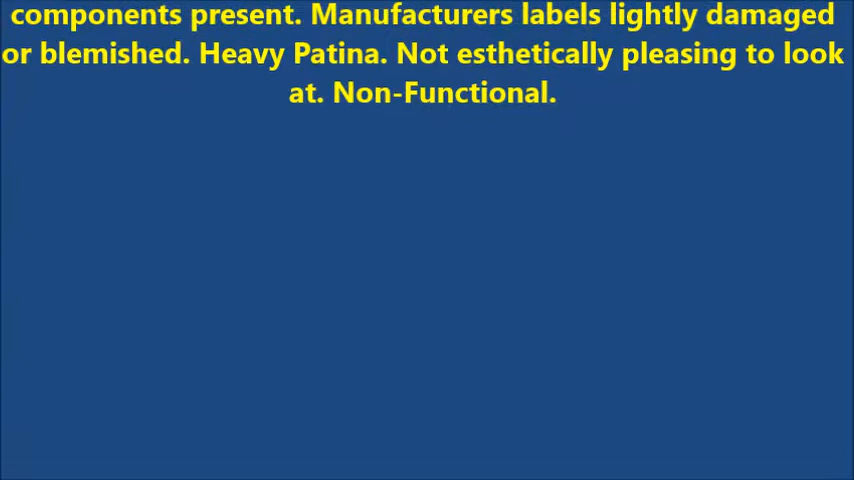 components present. Manufacturers labels lightly damaged
or blemished. Heavy Patina. Not esthetically pleasing to look
at. Non-Functional.